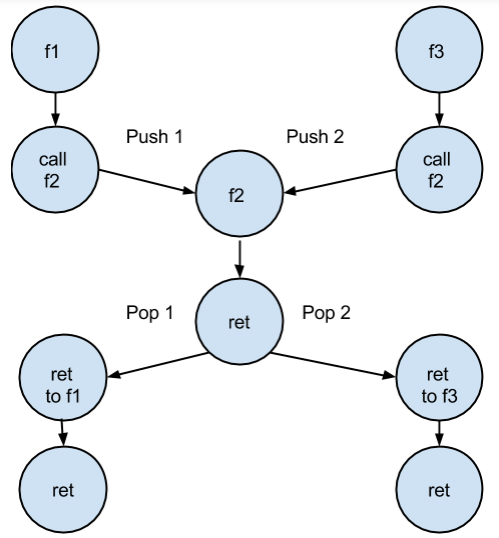 f1
f3
call
f2
Push 1
Push 2
call
f2
f2
Pop 1
ret
Pop 2
ret
to f1
ret
to f3
ret
ret